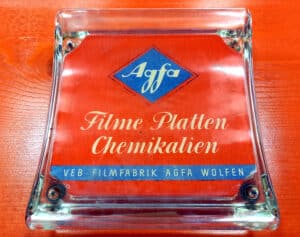 Agfa
Filme Platten
Chemikalien
VEB · FILMFABRIK AGFA WOLFEN